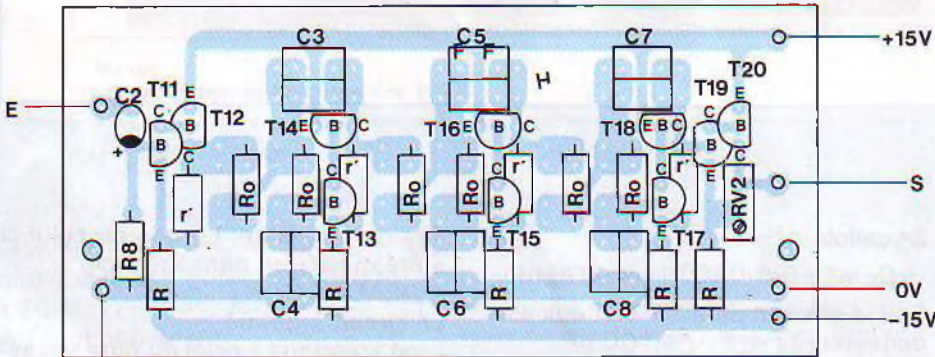 C3 C5 C7
F F
+15V
T20
T11 T19
E C2 T12
E E
C C
B B
T14 E B C T16 E B C T18 E B C
B B
+ C C
E E
Ro r' Ro Ro r' Ro Ro r' Ro RV2 S
r' C C C
B B B
E E E
R8 T13 T15 T17
R R R R R
C4 C6 C8
0V
-15V